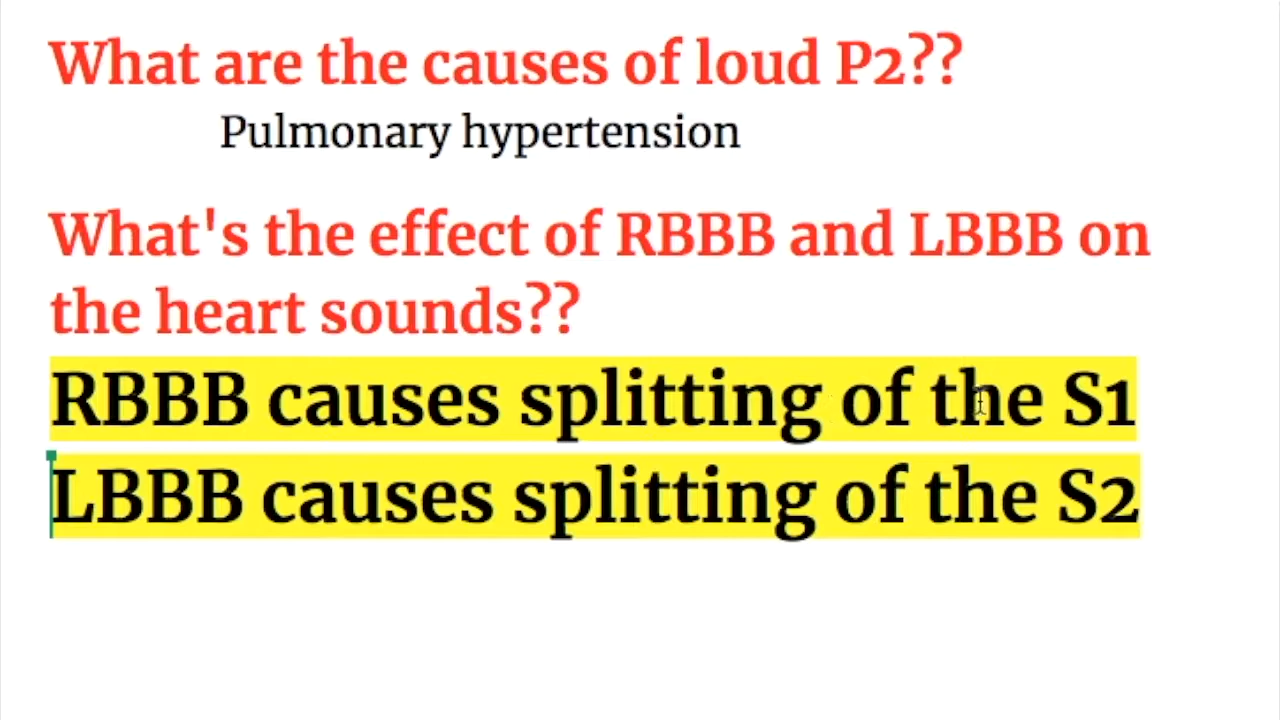 What are the causes of loud P2??
Pulmonary hypertension
What's the effect of RBBB and LBBB on
the heart sounds??
RBBB causes splitting of the S1
LBBB causes splitting of the S2